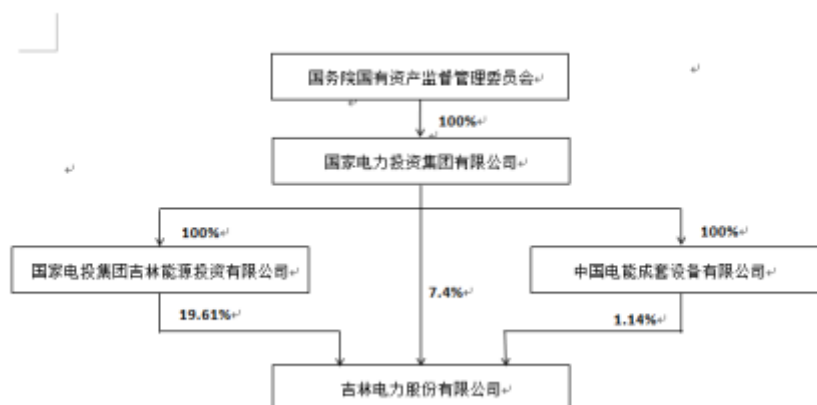 国务院国有资产监督管理委员会
100%
国家电力投资集团有限公司
100%
100%
国家电投集团吉林能源投资有限公司
中国电能成套设备有限公司
7.4%
19.61%
1.14%
吉林电力股份有限公司